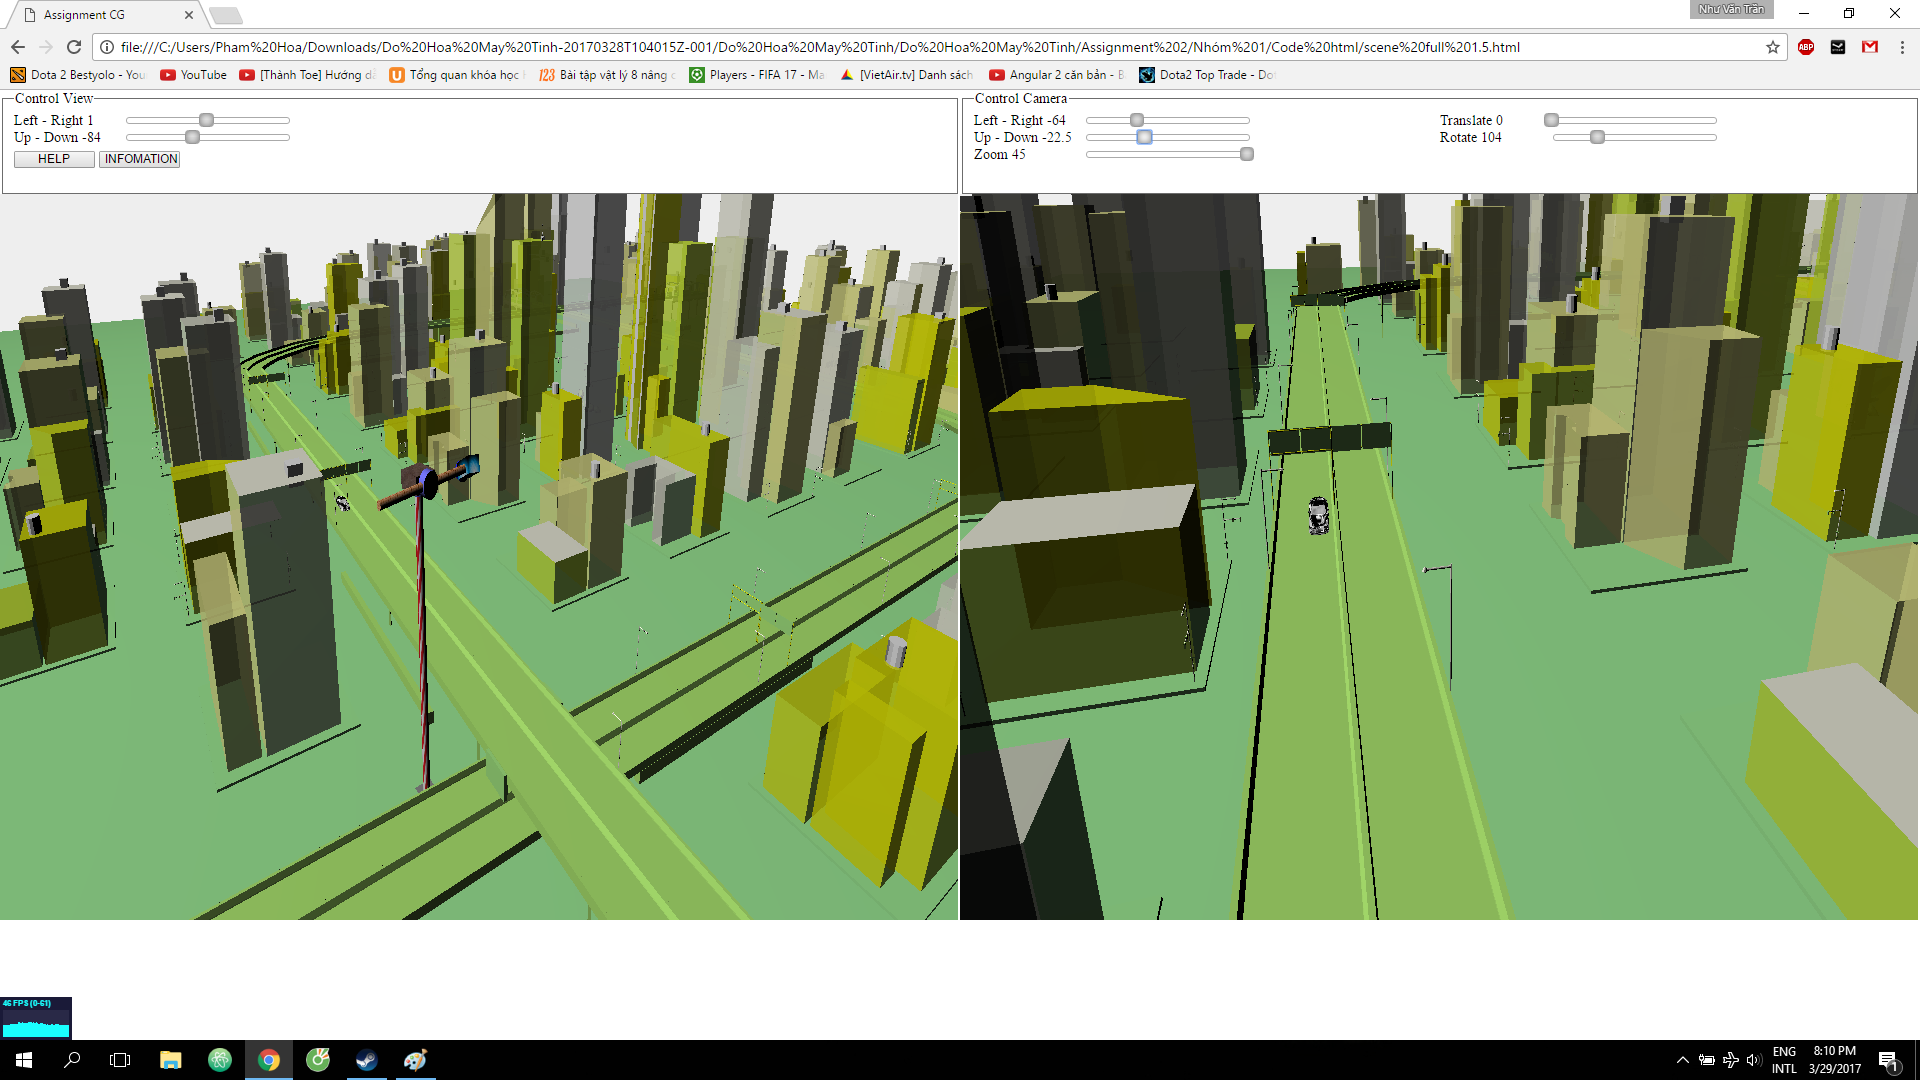 Assignment CG
Như Văn Trần
file:///C:/Users/Pham%20Hoa/Downloads/Do%20Hoa%20May%20Tinh-20170328T104015Z-001/Do%20Hoa%20May%20Tinh/Do%20Hoa%20May%20Tinh/Assignment%202/Nhóm%201/Code%20html/scene%20full%201.5.html
ABP
Dota 2 Bestyolo - You
YouTube
[Thành Toe] Hướng dẫ
Tổng quan khóa học
123 Bài tập vật lý 8 nâng c
Players - FIFA 17 - Ma
[VietAir.tv] Danh sách
Angular 2 căn bản - B
Dota2 Top Trade - Do
Control View
Left - Right 1
Up - Down -84
HELP INFOMATION
Control Camera
Left - Right -64
Up - Down -22.5
Zoom 45
Translate 0
Rotate 104
46 FPS (0-61)
ENG
INTL
8:10 PM
3/29/2017
1